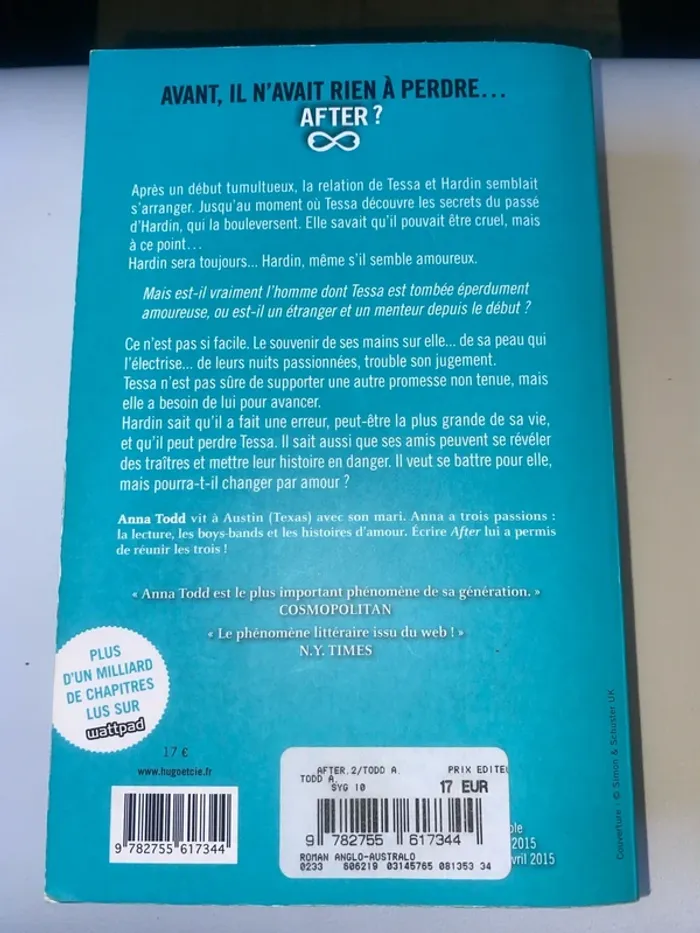 AVANT, IL N'AVAIT RIEN À PERDRE...
AFTER ?
Après un début tumultueux, la relation de Tessa et Hardin semblait
s'arranger. Jusqu'au moment où Tessa découvre les secrets du passé
d'Hardin, qui la bouleversent. Elle savait qu'il pouvait être cruel, mais
à ce point...
Hardin sera toujours... Hardin, même s'il semble amoureux.
Mais est-il vraiment l'homme dont Tessa est tombée éperdument
amoureuse, ou est-il un étranger et un menteur depuis le début ?
Ce n'est pas si facile. Le souvenir de ses mains sur elle... de sa peau qui
l'électrise... de leurs nuits passionnées, trouble son jugement.
Tessa n'est pas sûre de supporter une autre promesse non tenue, mais
elle a besoin de lui pour avancer.
Hardin sait qu'il a fait une erreur, peut-être la plus grande de sa vie,
et qu'il peut perdre Tessa. Il sait aussi que ses amis peuvent se révéler
des traîtres et mettre leur histoire en danger. Il veut se battre pour elle,
mais pourra-t-il changer par amour ?
Anna Todd vit à Austin (Texas) avec son mari. Anna a trois passions :
la lecture, les boys-bands et les histoires d'amour. Écrire After lui a permis
de réunir les trois !
« Anna Todd est le plus important phénomène de sa génération. »
COSMOPOLITAN
« Le phénomène littéraire issu du web ! »
N.Y. TIMES
PLUS
D'UN MILLIARD
DE CHAPITRES
LUS SUR
wattpad
17 €
www.hugoetcie.fr
9 782755 617344
AFTER.2/TODD A. PRIX EDITEU
TODD A.
SYG 10 17 EUR
9 782755 617344
ROMAN ANGLO-AUSTRALO
0233 606219 03145765 081353 34
ble
2015
vril 2015
Couverture : © Simon & Schuster UK